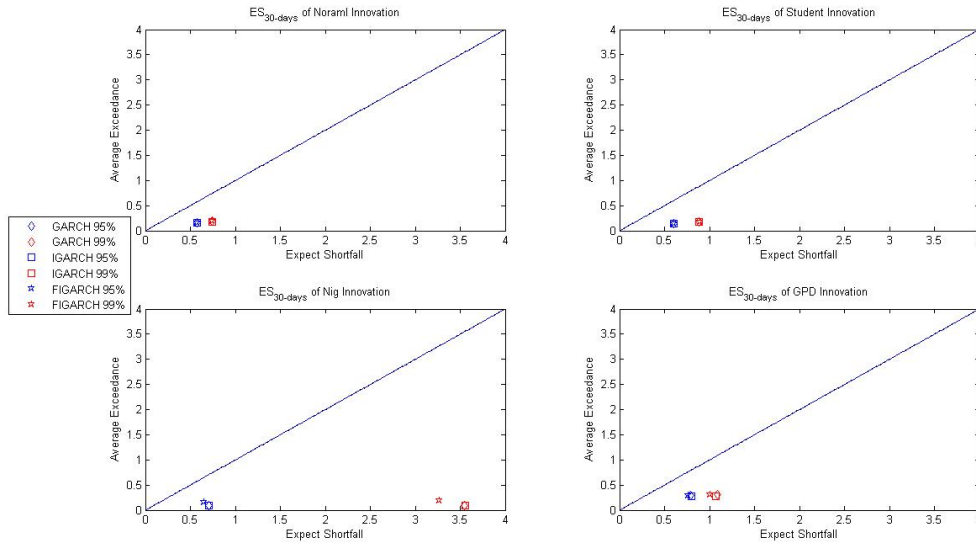 ES30-days of Noraml Innovation
4
3.5
3
2.5
2
1.5
1
0.5
0
Average Exceedance
0 0.5 1 1.5 2 2.5 3 3.5 4
Expect Shortfall
ES30-days of Student Innovation
4
3.5
3
2.5
2
1.5
1
0.5
0
Average Exceedance
0 0.5 1 1.5 2 2.5 3 3.5 4
Expect Shortfall
GARCH 95%
GARCH 99%
IGARCH 95%
IGARCH 99%
FIGARCH 95%
FIGARCH 99%
ES30-days of Nig Innovation
4
3.5
3
2.5
2
1.5
1
0.5
0
Average Exceedance
0 0.5 1 1.5 2 2.5 3 3.5 4
Expect Shortfall
ES30-days of GPD Innovation
4
3.5
3
2.5
2
1.5
1
0.5
0
Average Exceedance
0 0.5 1 1.5 2 2.5 3 3.5 4
Expect Shortfall